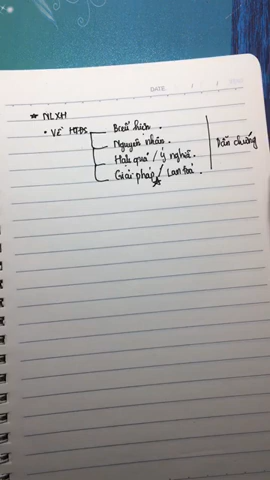 DATE / /
★ NLXH
• VỀ HTĐS
Biểu hiện.
Nguyên nhân.
Hậu quả / Ý nghĩa.
Giải pháp / Lan toả.
Dẫn chứng